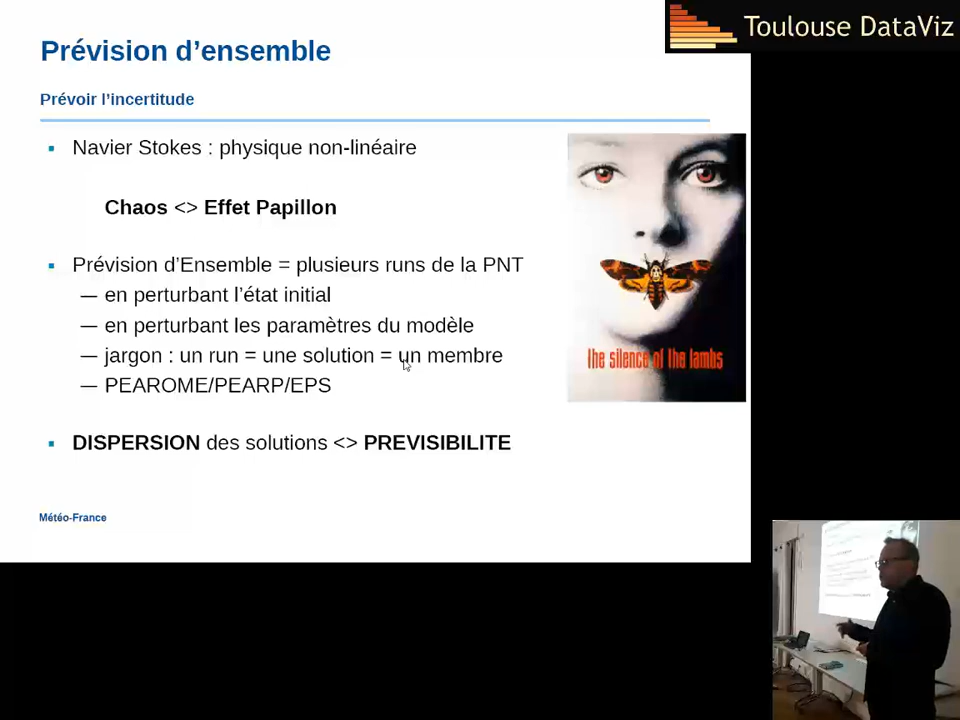 Toulouse DataViz
Prévision d'ensemble
Prévoir l'incertitude
Navier Stokes : physique non-linéaire
Chaos <> Effet Papillon
Prévision d'Ensemble = plusieurs runs de la PNT
— en perturbant l'état initial
— en perturbant les paramètres du modèle
— jargon : un run = une solution = un membre
— PEAROME/PEARP/EPS
DISPERSION des solutions <> PREVISIBILITE
the silence of the lambs
Météo-France